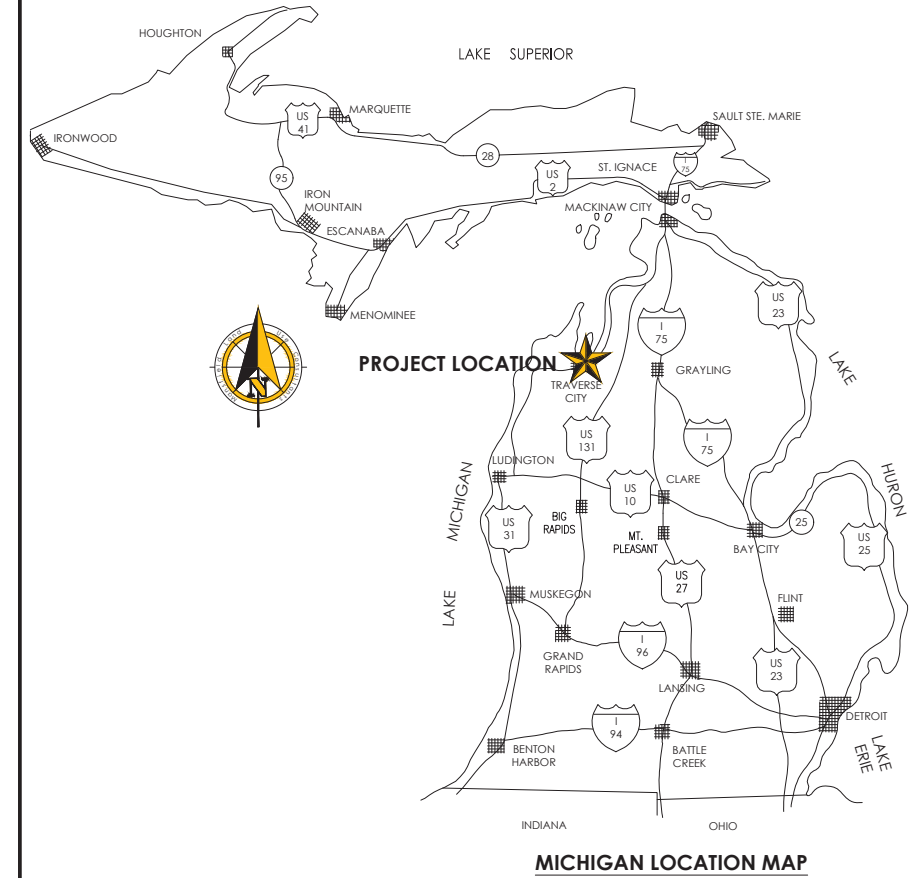 HOUGHTON
LAKE SUPERIOR
US
41
MARQUETTE
SAULT STE. MARIE
IRONWOOD
28
ST. IGNACE
I
75
95
US
2
IRON
MOUNTAIN
MACKINAW CITY
ESCANABA
MENOMINEE
US
23
Montfield Land Use Consultants
N
I
75
LAKE
PROJECT LOCATION
GRAYLING
TRAVERSE
CITY
US
131
I
75
LUDINGTON
MICHIGAN
HURON
US
10
CLARE
US
31
BIG
RAPIDS
MT.
PLEASANT
25
BAY CITY
US
25
US
27
MUSKEGON
FLINT
LAKE
GRAND
RAPIDS
I
96
US
23
LANSING
DETROIT
I
94
BENTON
HARBOR
BATTLE
CREEK
LAKE
ERIE
INDIANA
OHIO
MICHIGAN LOCATION MAP